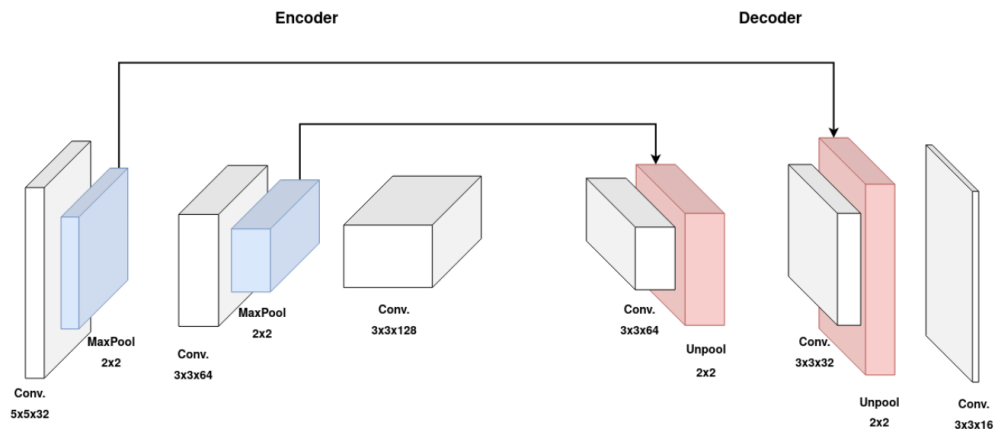 Encoder
Decoder
Conv.
5x5x32
MaxPool
2x2
Conv.
3x3x64
MaxPool
2x2
Conv.
3x3x128
Conv.
3x3x64
Unpool
2x2
Conv.
3x3x32
Unpool
2x2
Conv.
3x3x16